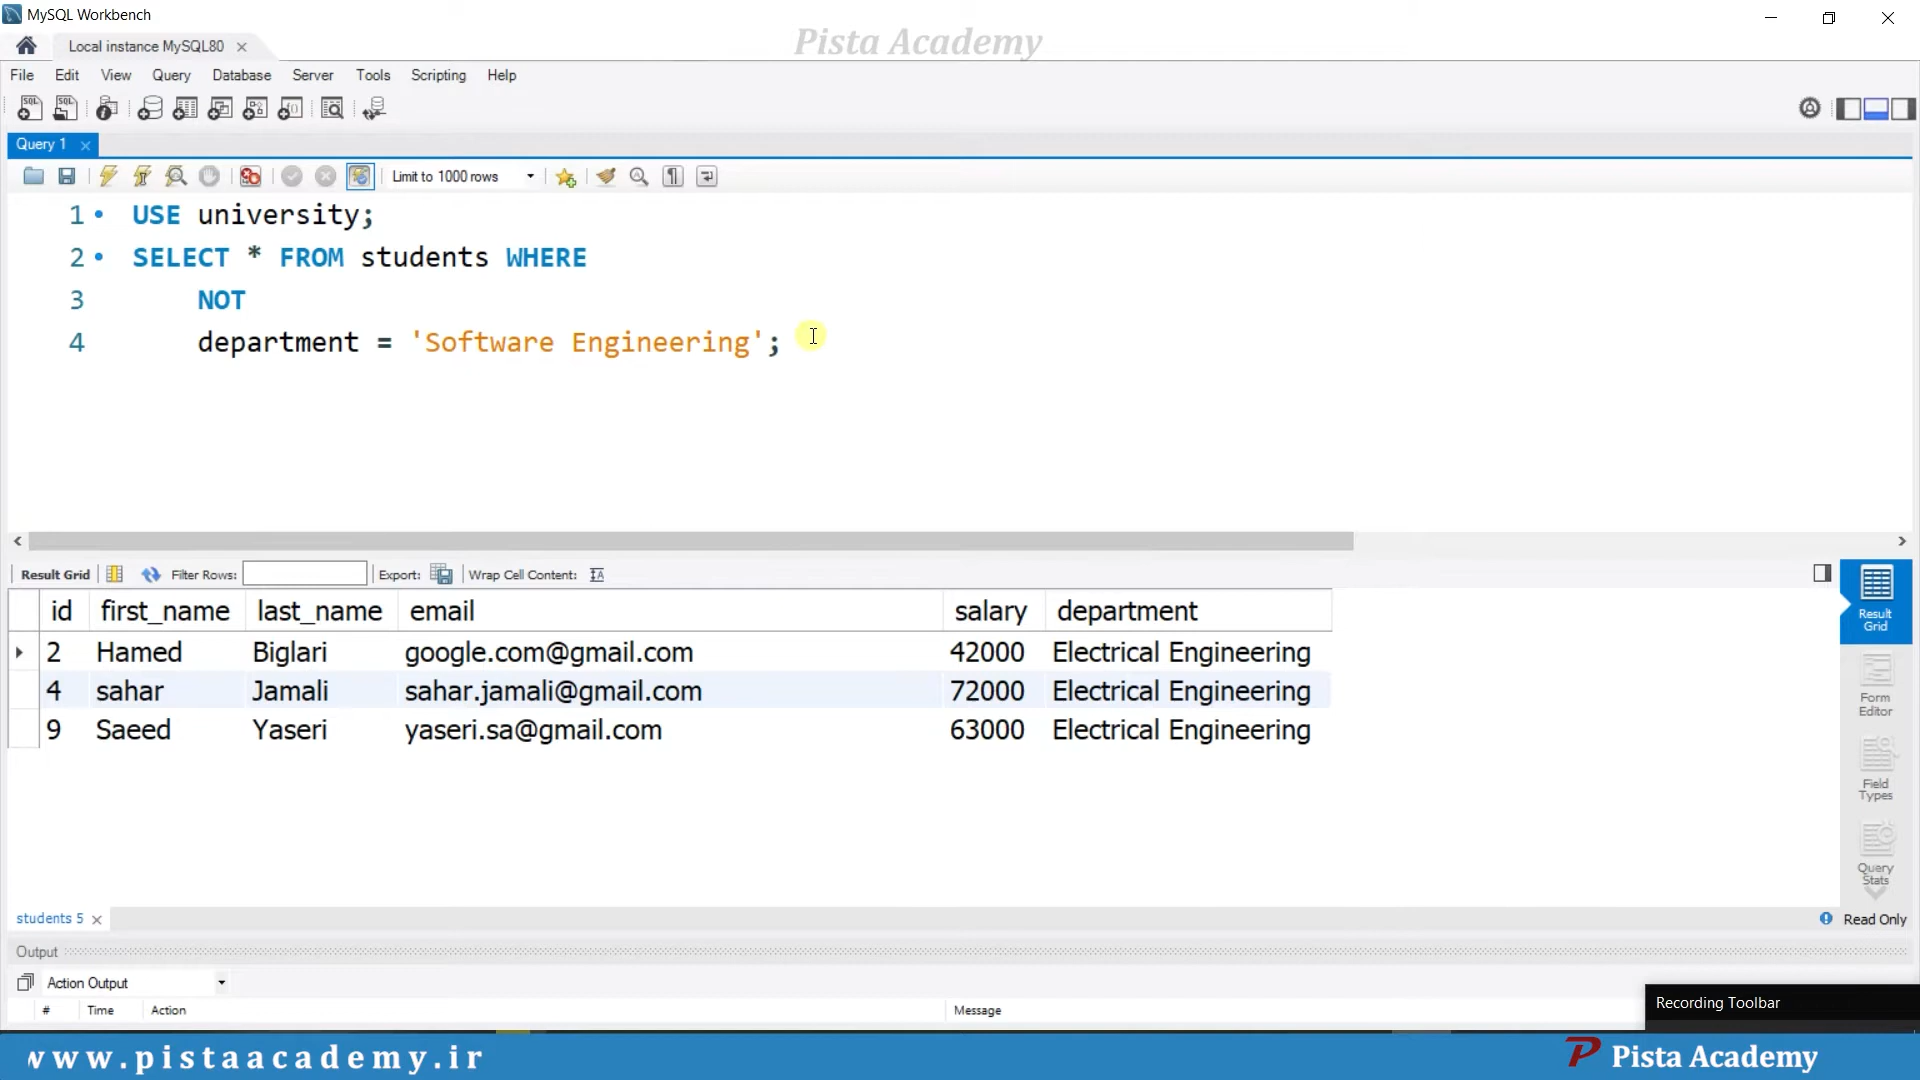 MySQL Workbench
Local instance MySQL80
Pista Academy
File Edit View Query Database Server Tools Scripting Help
Query 1
Limit to 1000 rows
1 USE university;
2 SELECT * FROM students WHERE
3 NOT
4 department = 'Software Engineering';
Result Grid Filter Rows: Export: Wrap Cell Content:
id first_name last_name email salary department
2 Hamed Biglari google.com@gmail.com 42000 Electrical Engineering
4 sahar Jamali sahar.jamali@gmail.com 72000 Electrical Engineering
9 Saeed Yaseri yaseri.sa@gmail.com 63000 Electrical Engineering
Result
Grid
Form
Editor
Field
Types
Query
Stats
students 5
Read Only
Output
Action Output
# Time Action Message
Recording Toolbar
www.pistaacademy.ir
Pista Academy